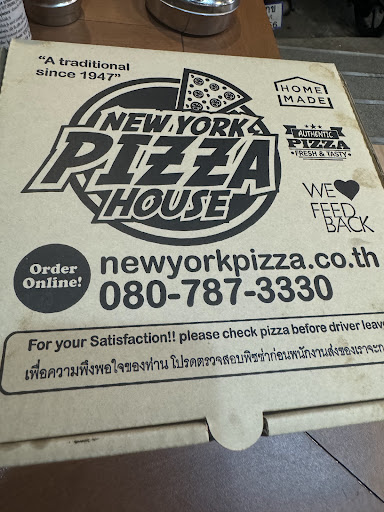 "A traditional
since 1947"
HOME
MADE
NEW YORK
PIZZA
HOUSE
AUTHENTIC
PIZZA
FRESH & TASTY
WE
FEED
BACK
Order
Online!
newyorkpizza.co.th
080-787-3330
For your Satisfaction!! please check pizza before driver leave
เพื่อความพึงพอใจของท่าน โปรดตรวจสอบพิซซ่าก่อนพนักงานส่งของเราจะ